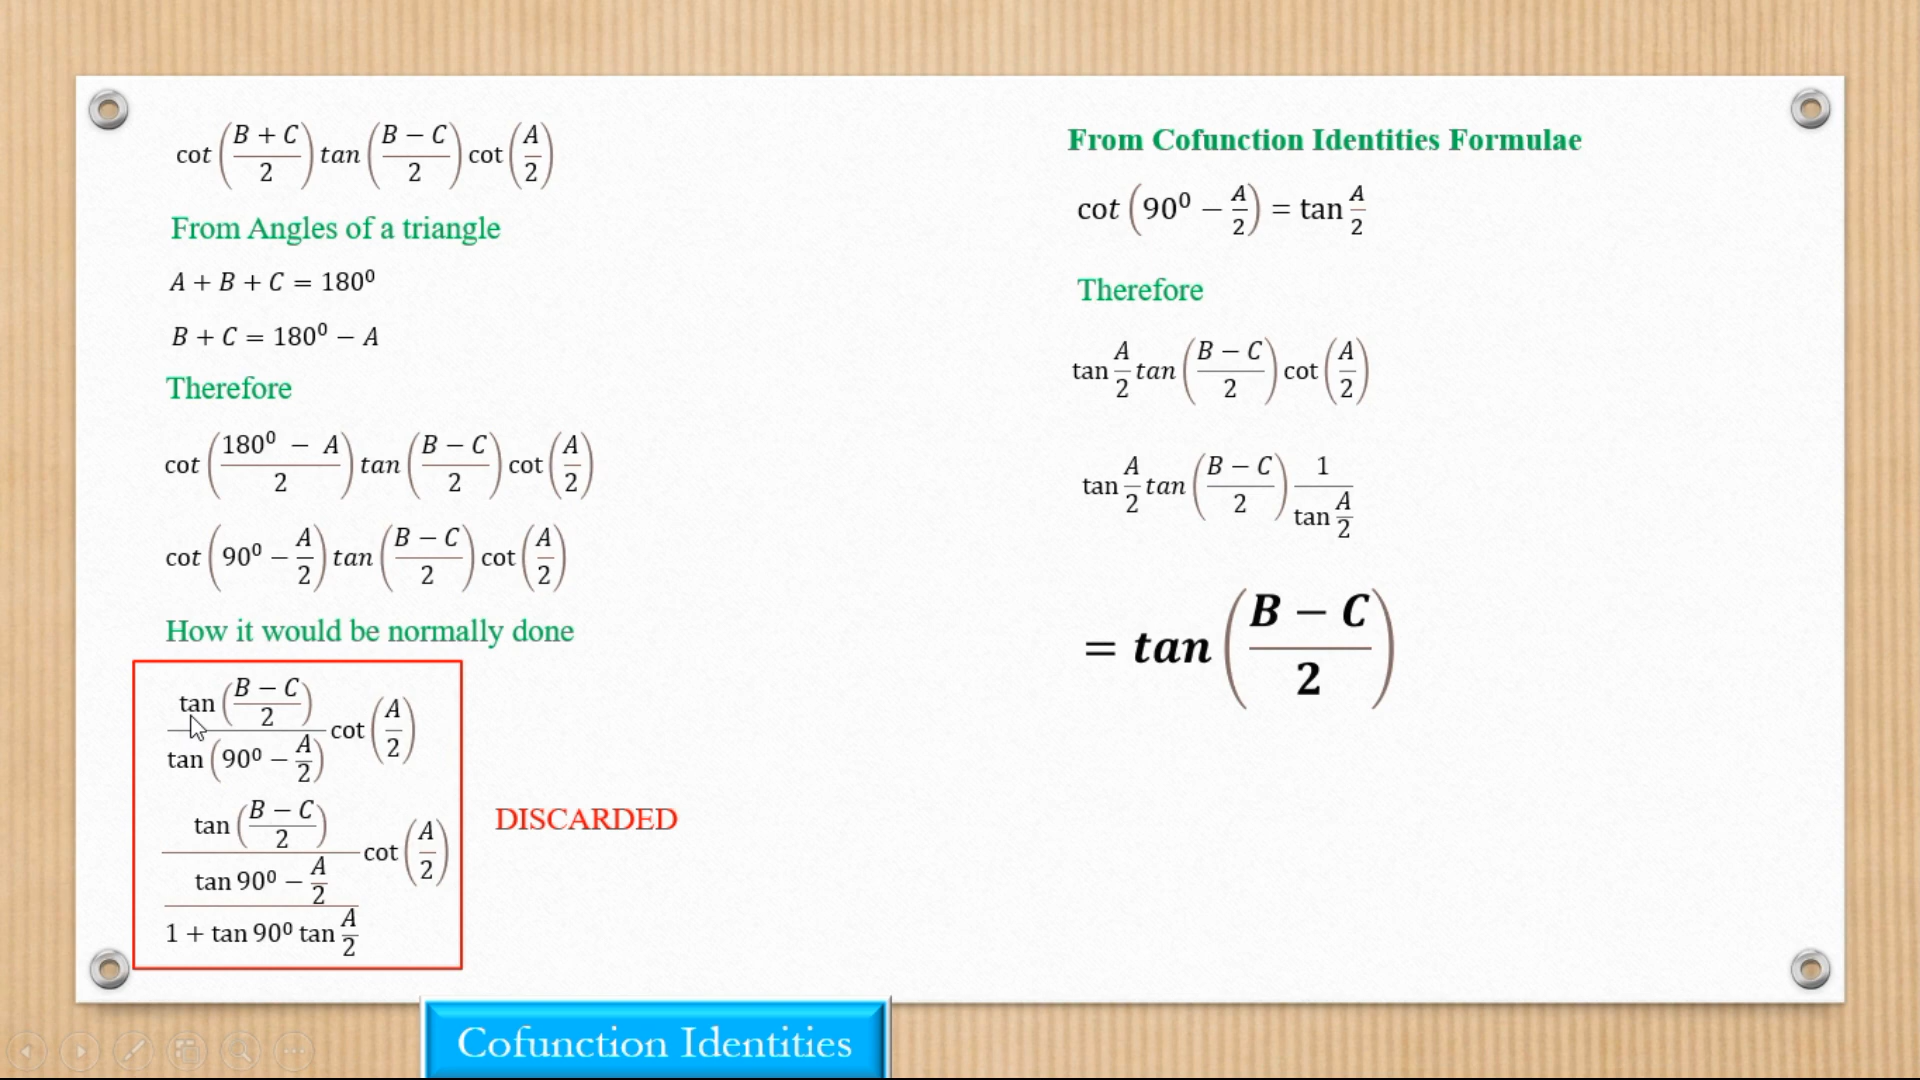 cot ((B + C)/2) tan ((B − C)/2) cot (A/2)
From Angles of a triangle
A + B + C = 180⁰
B + C = 180⁰ − A
Therefore
cot ((180⁰ − A)/2) tan ((B − C)/2) cot (A/2)
cot (90⁰ − A/2) tan ((B − C)/2) cot (A/2)
How it would be normally done
tan ((B − C)/2) / tan (90⁰ − A/2) cot (A/2)
tan ((B − C)/2) / ((tan 90⁰ − A/2) / (1 + tan 90⁰ tan A/2)) cot (A/2)
DISCARDED
From Cofunction Identities Formulae
cot (90⁰ − A/2) = tan A/2
Therefore
tan A/2 tan ((B − C)/2) cot (A/2)
tan A/2 tan ((B − C)/2) 1/(tan A/2)
= tan ((B − C)/2)
Cofunction Identities